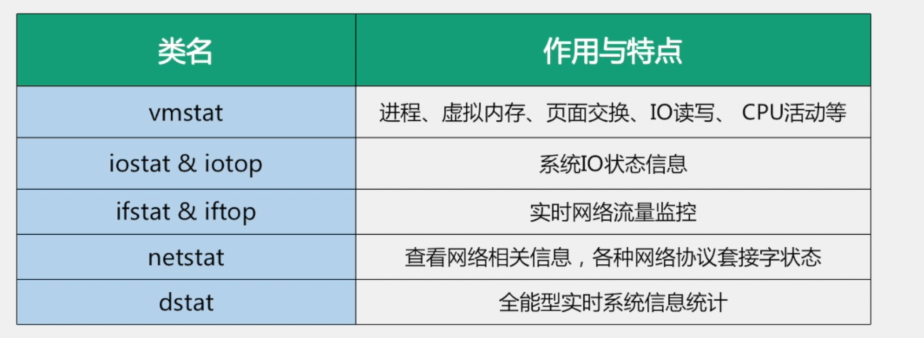 类名 作用与特点
vmstat 进程、虚拟内存、页面交换、IO读写、 CPU活动等
iostat & iotop 系统IO状态信息
ifstat & iftop 实时网络流量监控
netstat 查看网络相关信息，各种网络协议套接字状态
dstat 全能型实时系统信息统计